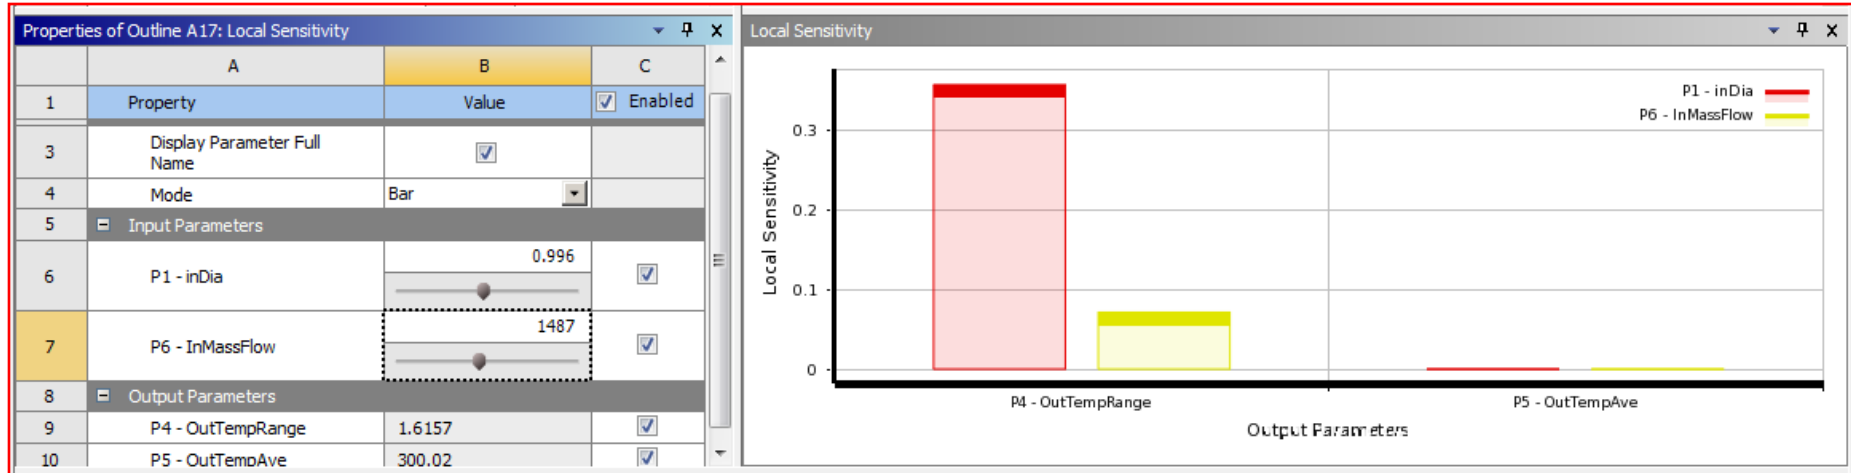 Properties of Outline A17: Local Sensitivity
A B C
1 Property Value Enabled
3 Display Parameter Full
Name
4 Mode Bar
5 Input Parameters
6 P1 - inDia 0.996
7 P6 - InMassFlow 1487
8 Output Parameters
9 P4 - OutTempRange 1.6157
10 P5 - OutTempAve 300.02
Local Sensitivity
P1 - inDia
P6 - InMassFlow
Local Sensitivity
0.3
0.2
0.1
0
P4 - OutTempRange P5 - OutTempAve
Output Parameters